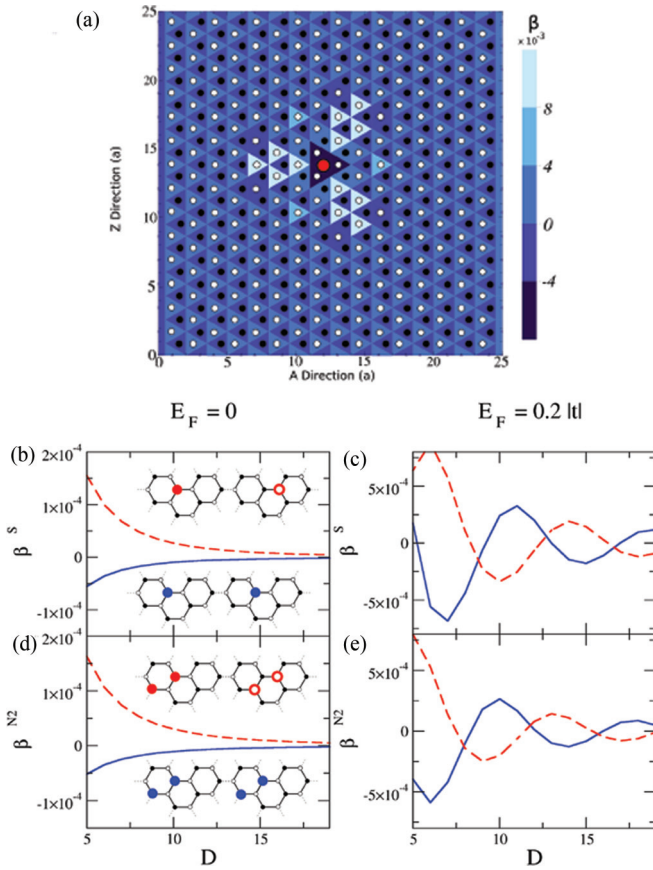 (a)
β
× 10⁻³
8
4
0
-4
25
20
15
10
5
0
Z Direction (a)
0 5 10 15 20 25
A Direction (a)
E_F = 0
E_F = 0.2 |t|
(b)
2×10⁻⁴
1×10⁻⁴
0
-1×10⁻⁴
β^S
(c)
5×10⁻⁴
0
-5×10⁻⁴
β^S
(d)
2×10⁻⁴
1×10⁻⁴
0
-1×10⁻⁴
β^N2
5 10 15
D
(e)
5×10⁻⁴
0
-5×10⁻⁴
β^N2
5 10 15
D